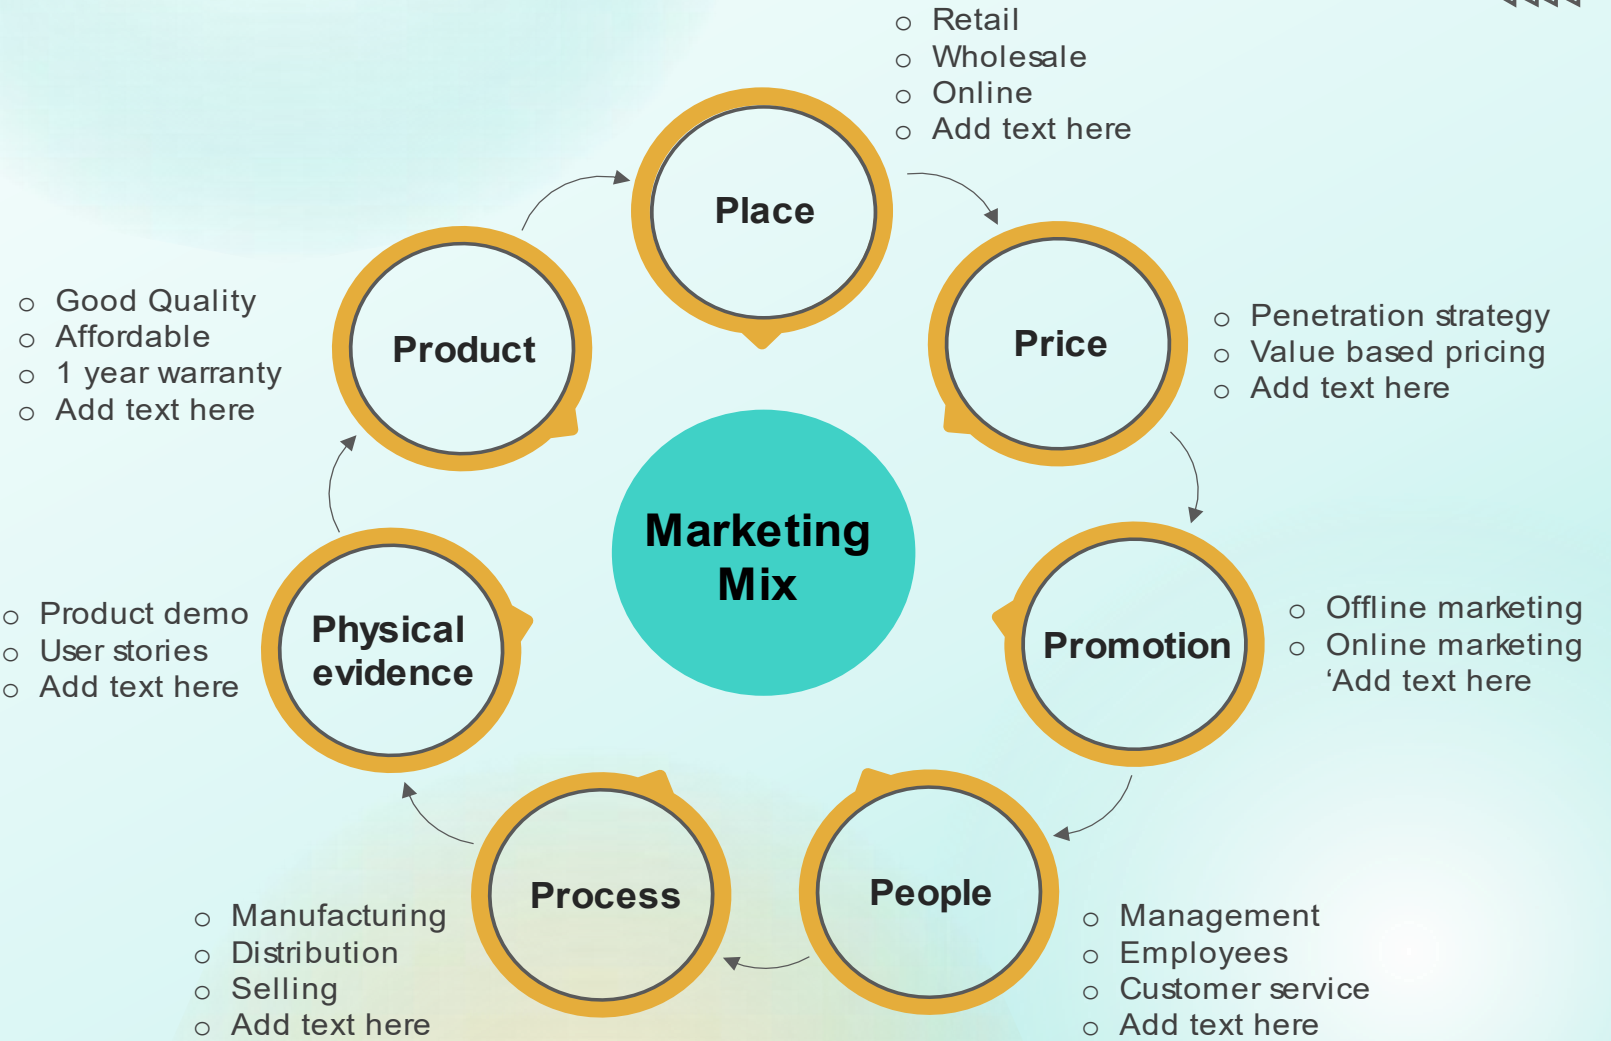 Retail
Wholesale
Online
Add text here
Place
Good Quality
Affordable
1 year warranty
Add text here
Product
Price
Penetration strategy
Value based pricing
Add text here
Marketing
Mix
Product demo
User stories
Add text here
Physical
evidence
Promotion
Offline marketing
Online marketing
‘Add text here
Manufacturing
Distribution
Selling
Add text here
Process
People
Management
Employees
Customer service
Add text here